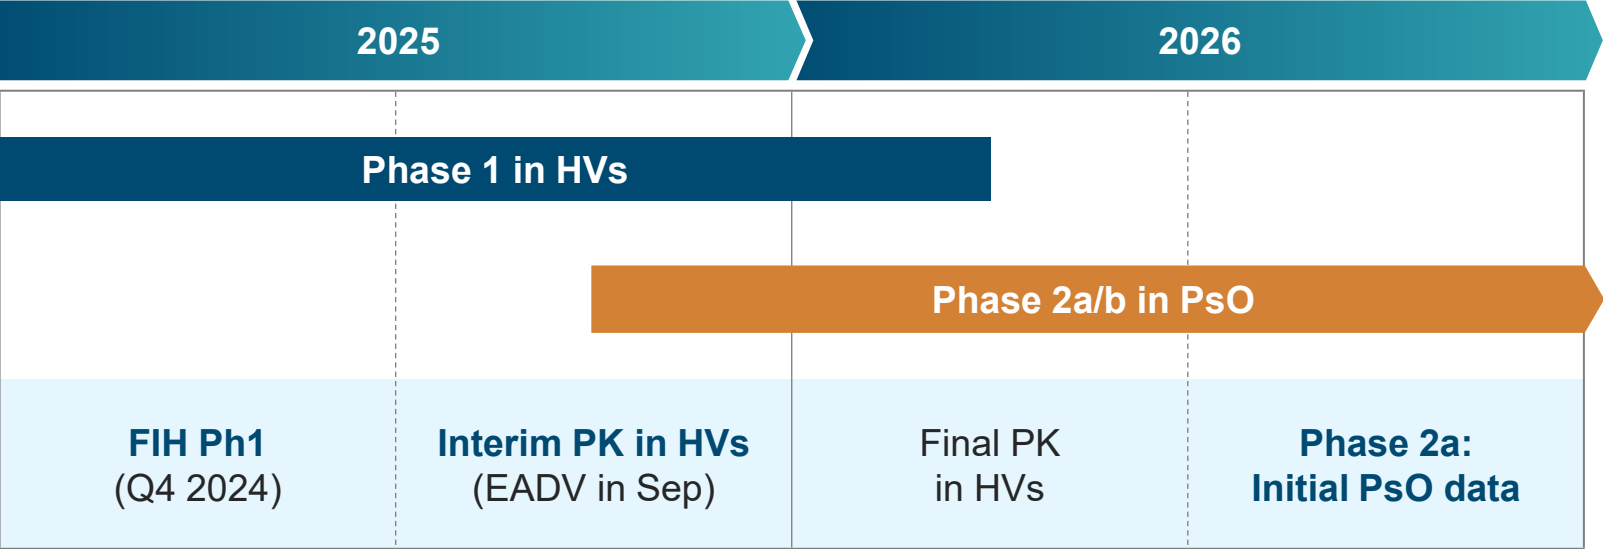 2025
2026
Phase 1 in HVs
Phase 2a/b in PsO
FIH Ph1
(Q4 2024)
Interim PK in HVs
(EADV in Sep)
Final PK
in HVs
Phase 2a:
Initial PsO data